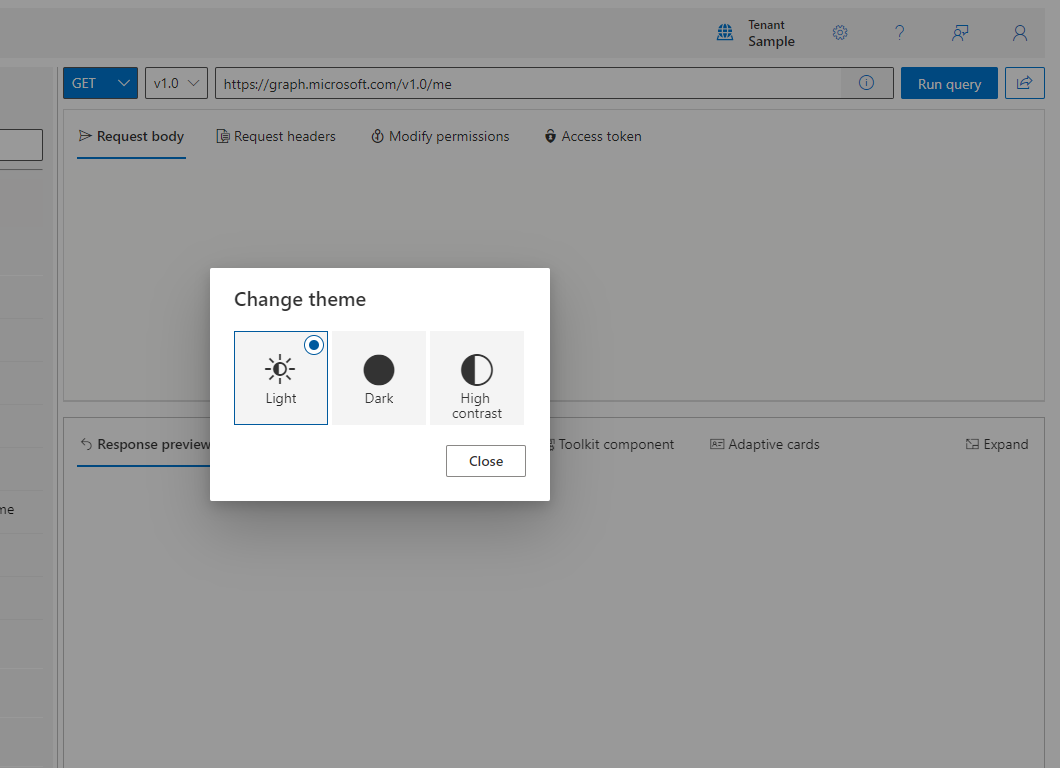 Tenant
Sample
GET
v1.0
https://graph.microsoft.com/v1.0/me
Run query
Request body
Request headers
Modify permissions
Access token
Change theme
Light
Dark
High
contrast
Close
Response preview
Toolkit component
Adaptive cards
Expand
me